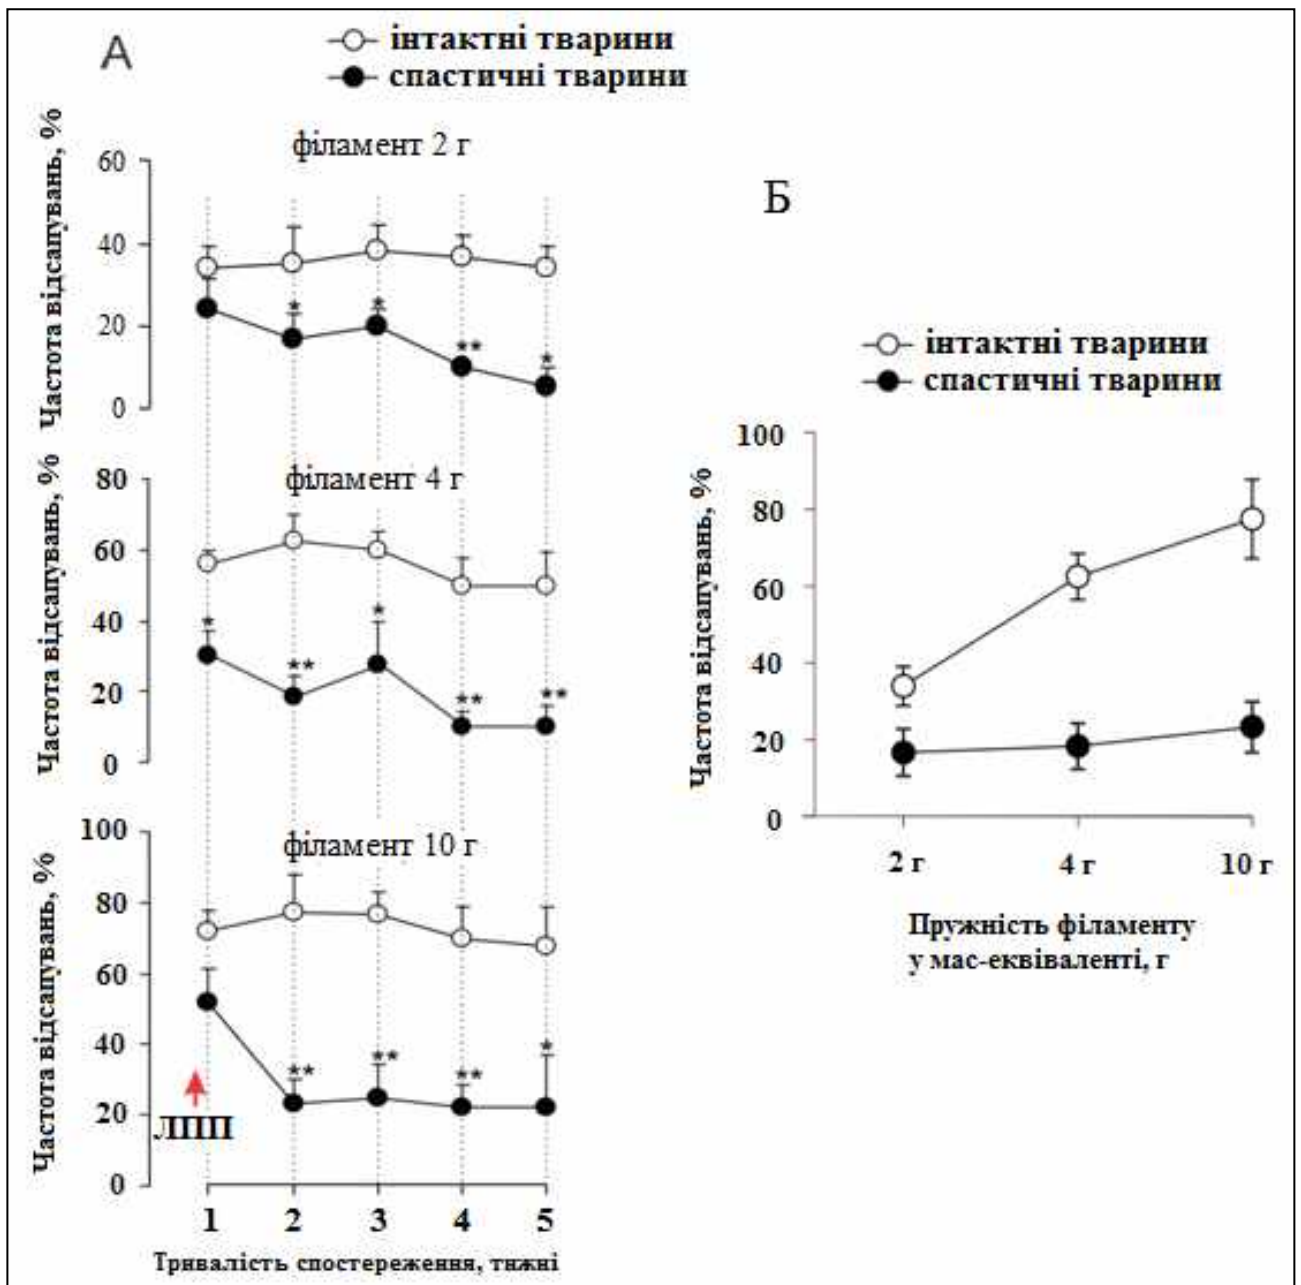 А
інтактні тварини
спастичні тварини
філамент 2 г
Частота відсапувань, %
60
40
20
0
* * ** *
філамент 4 г
Частота відсапувань, %
80
60
40
20
0
* ** * ** **
філамент 10 г
Частота відсапувань, %
100
80
60
40
20
0
** ** ** *
ЛПП
1 2 3 4 5
Тривалість спостереження, тижні
Б
інтактні тварини
спастичні тварини
Частота відсапувань, %
100
80
60
40
20
0
2 г 4 г 10 г
Пружність філаменту
у мас-еквіваленті, г